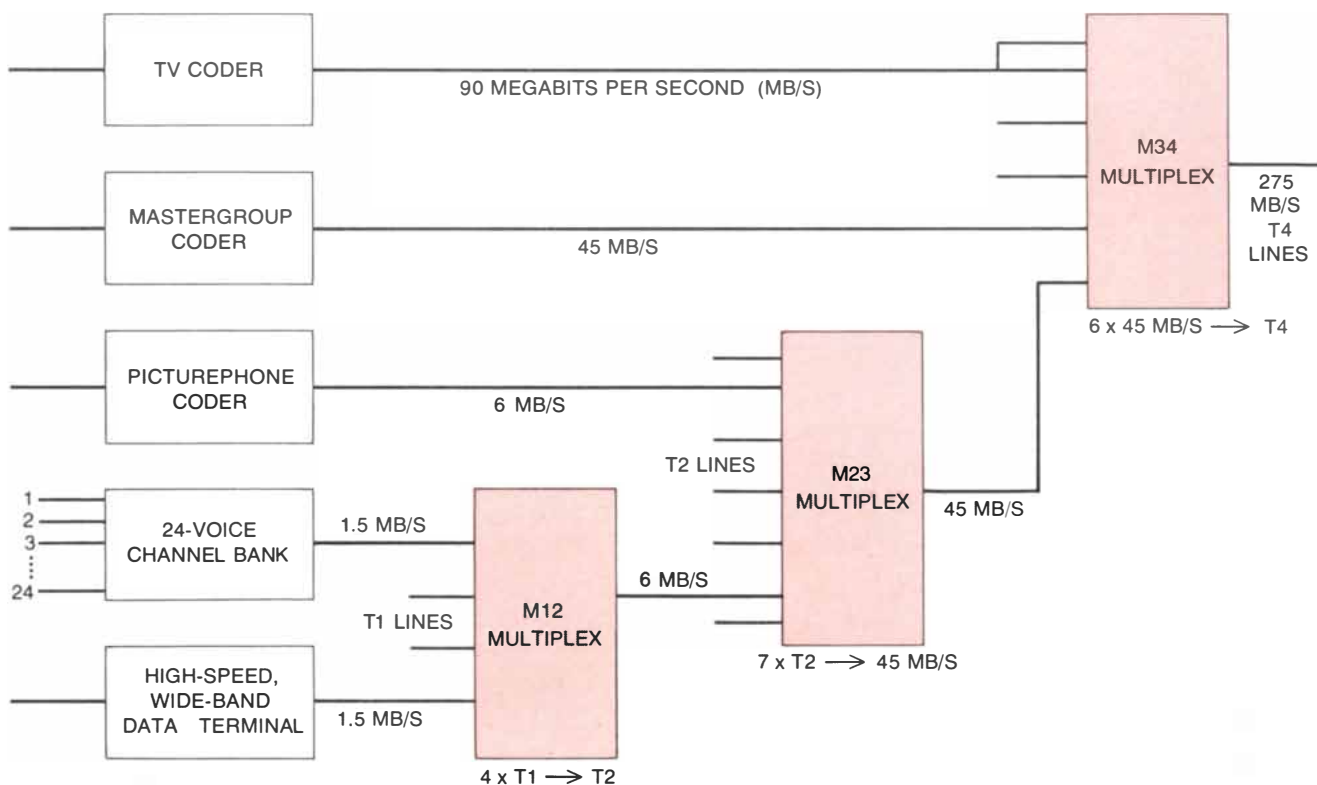 TV CODER
90 MEGABITS PER SECOND (MB/S)
M34
MULTIPLEX
275
MB/S
T4
LINES
MASTERGROUP
CODER
45 MB/S
6 x 45 MB/S → T4
PICTUREPHONE
CODER
6 MB/S
T2 LINES
M23
MULTIPLEX
45 MB/S
7 x T2 → 45 MB/S
1
2
3
24
24-VOICE
CHANNEL BANK
1.5 MB/S
T1 LINES
M12
MULTIPLEX
6 MB/S
HIGH-SPEED,
WIDE-BAND
DATA TERMINAL
1.5 MB/S
4 x T1 → T2